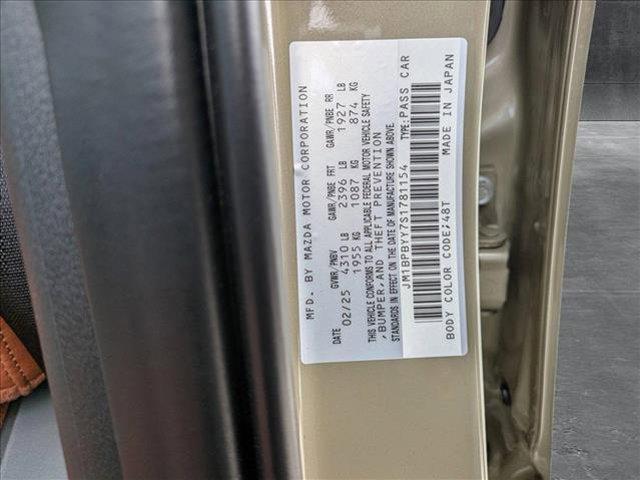 MFD. BY MAZDA MOTOR CORPORATION
DATE GVWR/PNBV GAWR/PNBE FRT GAWR/PNBE RR
02/25 4310 LB 2396 LB 1927 LB
1955 KG 1087 KG 874 KG
THIS VEHICLE CONFORMS TO ALL APPLICABLE FEDERAL MOTOR VEHICLE SAFETY
,BUMPER,AND THEFT PREVENTION
STANDARDS IN EFFECT ON THE DATE OF MANUFACTURE SHOWN ABOVE.
JM1BPBYY7S1781154 TYPE:PASS CAR
BODY COLOR CODE;48T MADE IN JAPAN